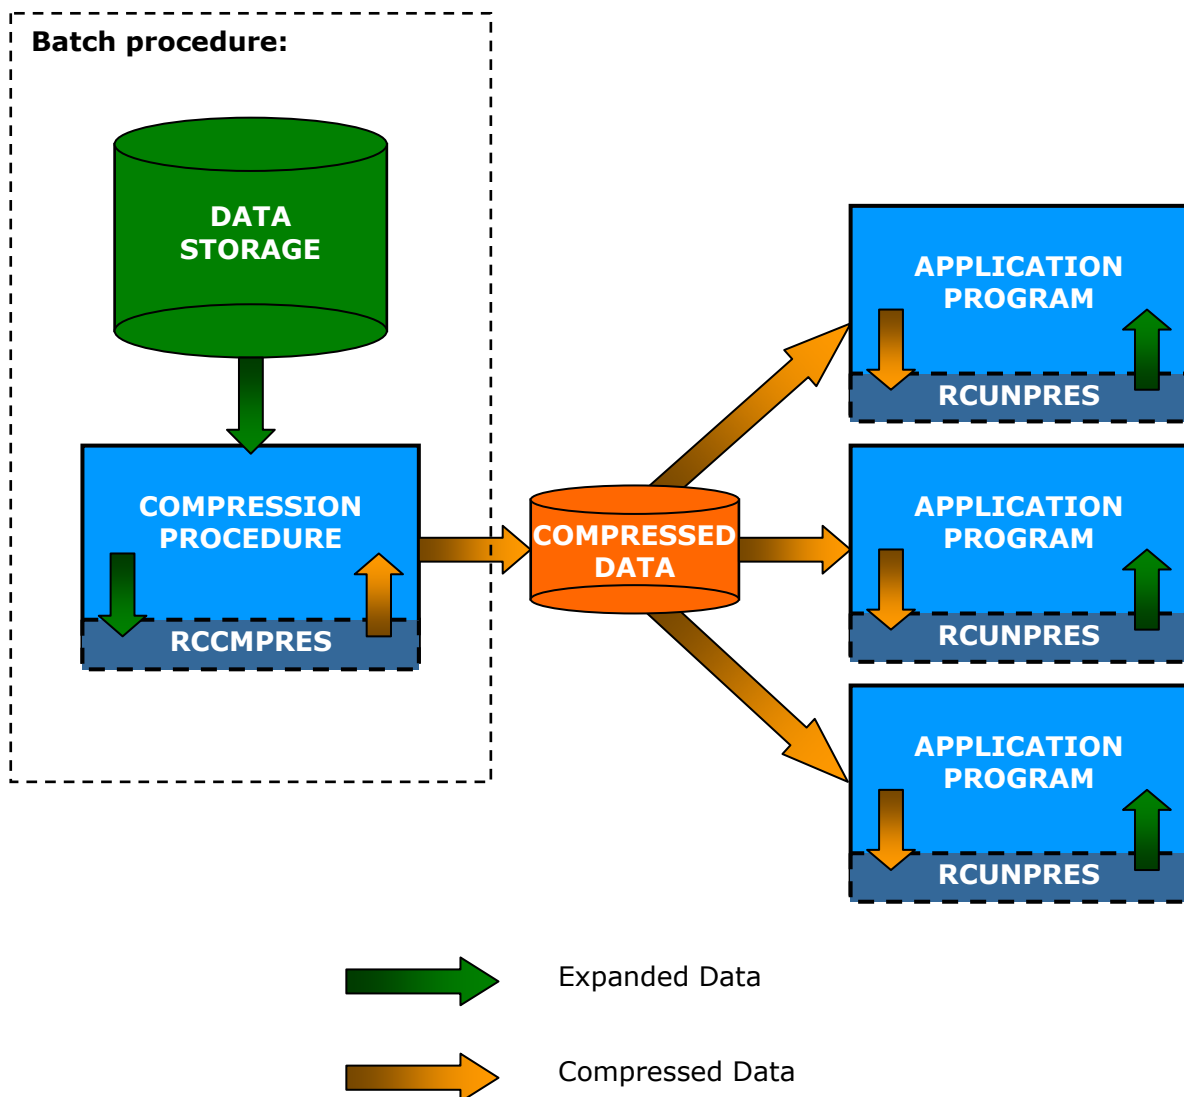 Batch procedure:
DATA
STORAGE
COMPRESSION
PROCEDURE
RCCMPRES
COMPRESSED
DATA
APPLICATION
PROGRAM
RCUNPRES
APPLICATION
PROGRAM
RCUNPRES
APPLICATION
PROGRAM
RCUNPRES
Expanded Data
Compressed Data